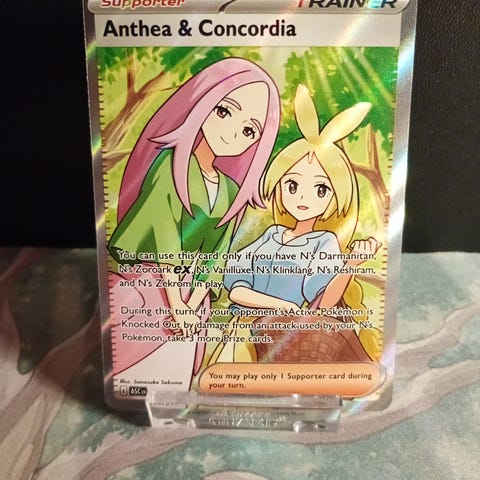 Supporter
TRAINER
Anthea & Concordia
You can use this card only if you have N's Darmanitan,
N's Zoroark ex, N's Vanilluxe, N's Klinklang, N's Reshiram,
and N's Zekrom in play.
During this turn, if your opponent's Active Pokémon is
Knocked Out by damage from an attack used by your N's
Pokémon, take 3 more Prize cards.
You may play only 1 Supporter card during
your turn.
Illus. Sanosuke Sakuma
ASC EN